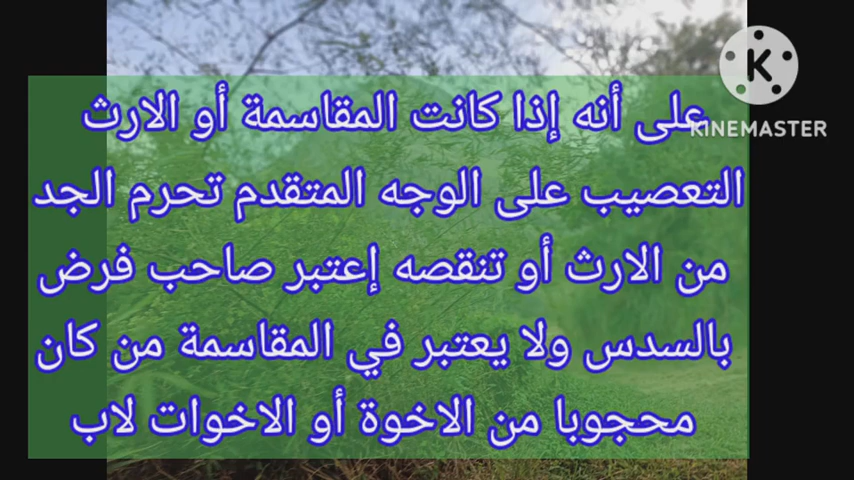 على أنه إذا كانت المقاسمة أو الارث
التعصيب على الوجه المتقدم تحرم الجد
من الارث أو تنقصه إعتبر صاحب فرض
بالسدس ولا يعتبر في المقاسمة من كان
محجوبا من الاخوة أو الاخوات لاب
K
KINEMASTER